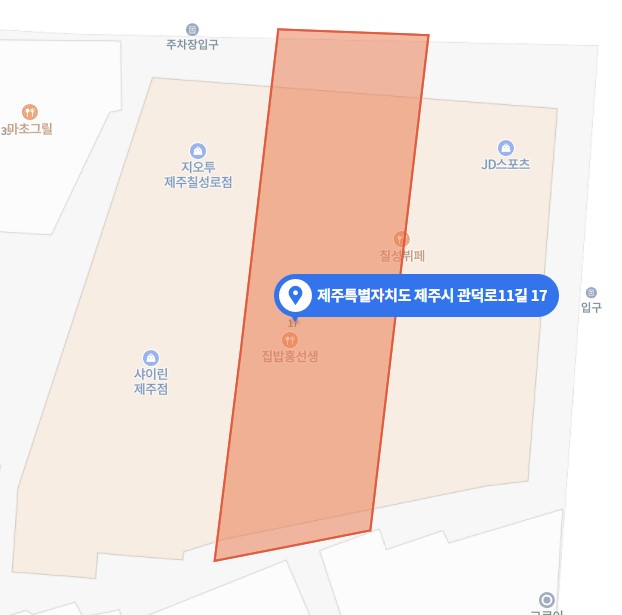 주차장입구
35
마초그릴
지오투
제주칠성로점
JD스포츠
칠성뷔페
제주특별자치도 제주시 관덕로11길 17
입구
17
집밥홍선생
샤이린
제주점